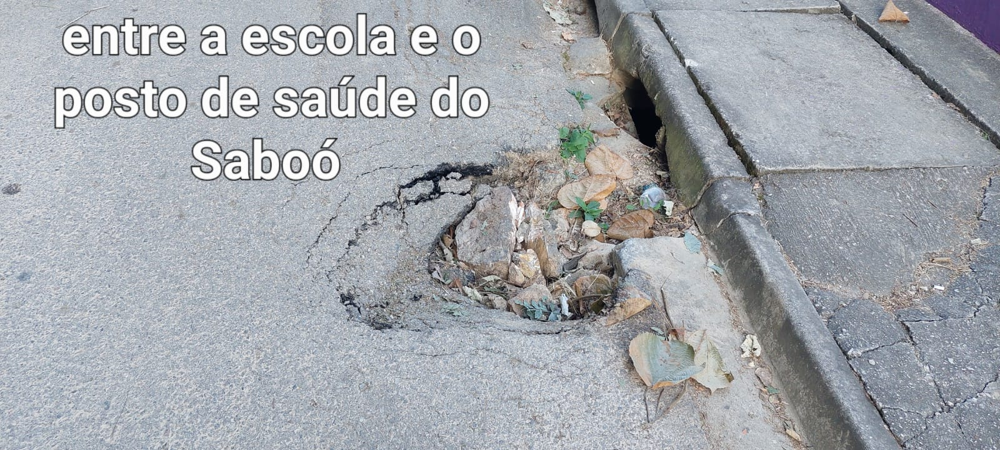 entre a escola e o
posto de saúde do
Saboó